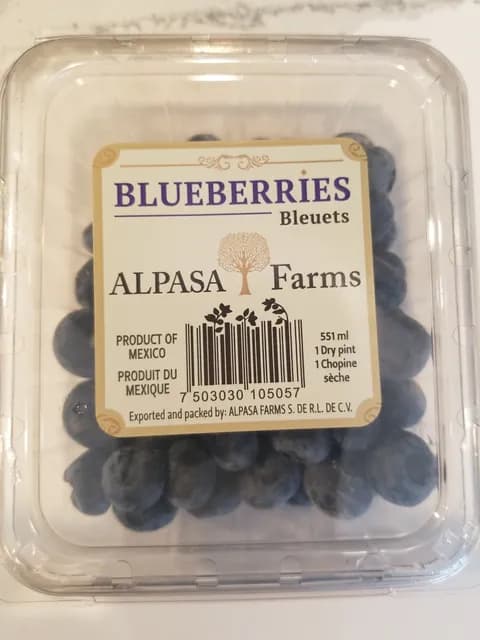 BLUEBERRIES
Bleuets
ALPASA Farms
PRODUCT OF
MEXICO
PRODUIT DU
MEXIQUE
551 ml
1 Dry pint
1 Chopine
sèche
7 503030 105057
Exported and packed by: ALPASA FARMS S. DE R.L. DE C.V.